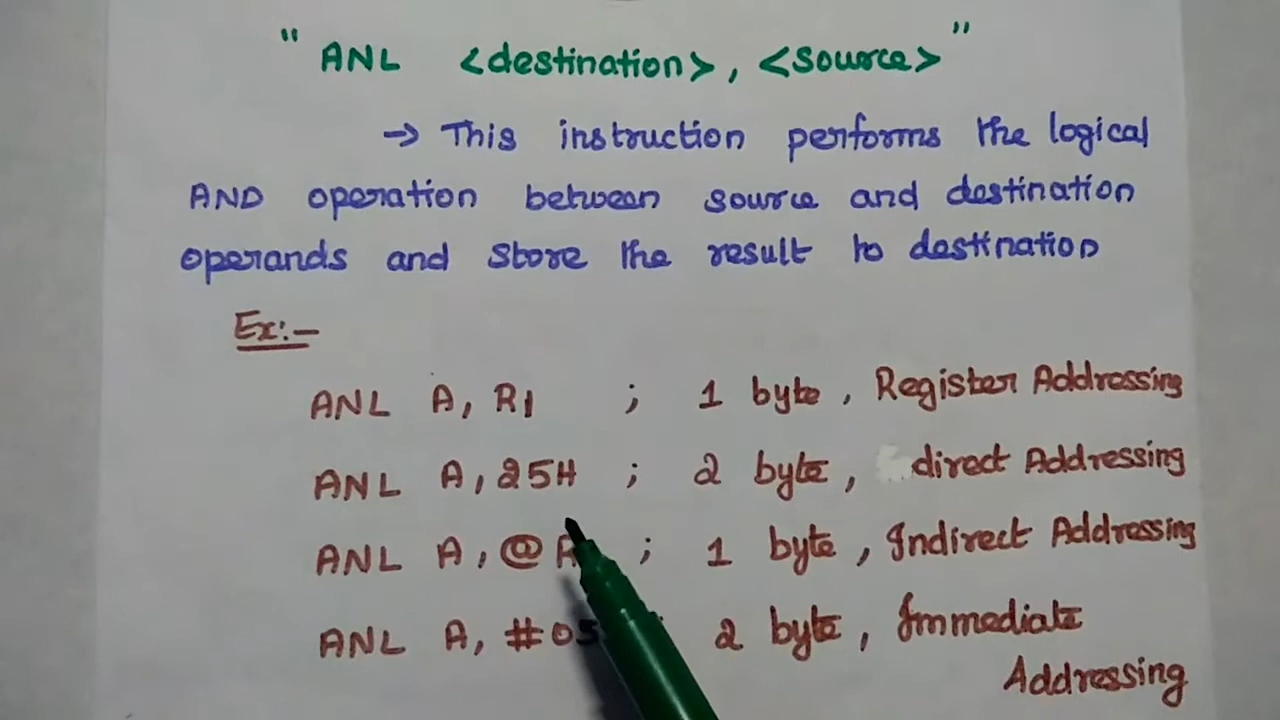 " ANL <destination>, <source> "
→ This instruction performs the logical
AND operation between source and destination
operands and store the result to destination
Ex:-
ANL A, R1 ; 1 byte, Register Addressing
ANL A, 25H ; 2 byte, direct Addressing
ANL A, @ ; 1 byte, Indirect Addressing
ANL A, #05 2 byte, Immediate
Addressing